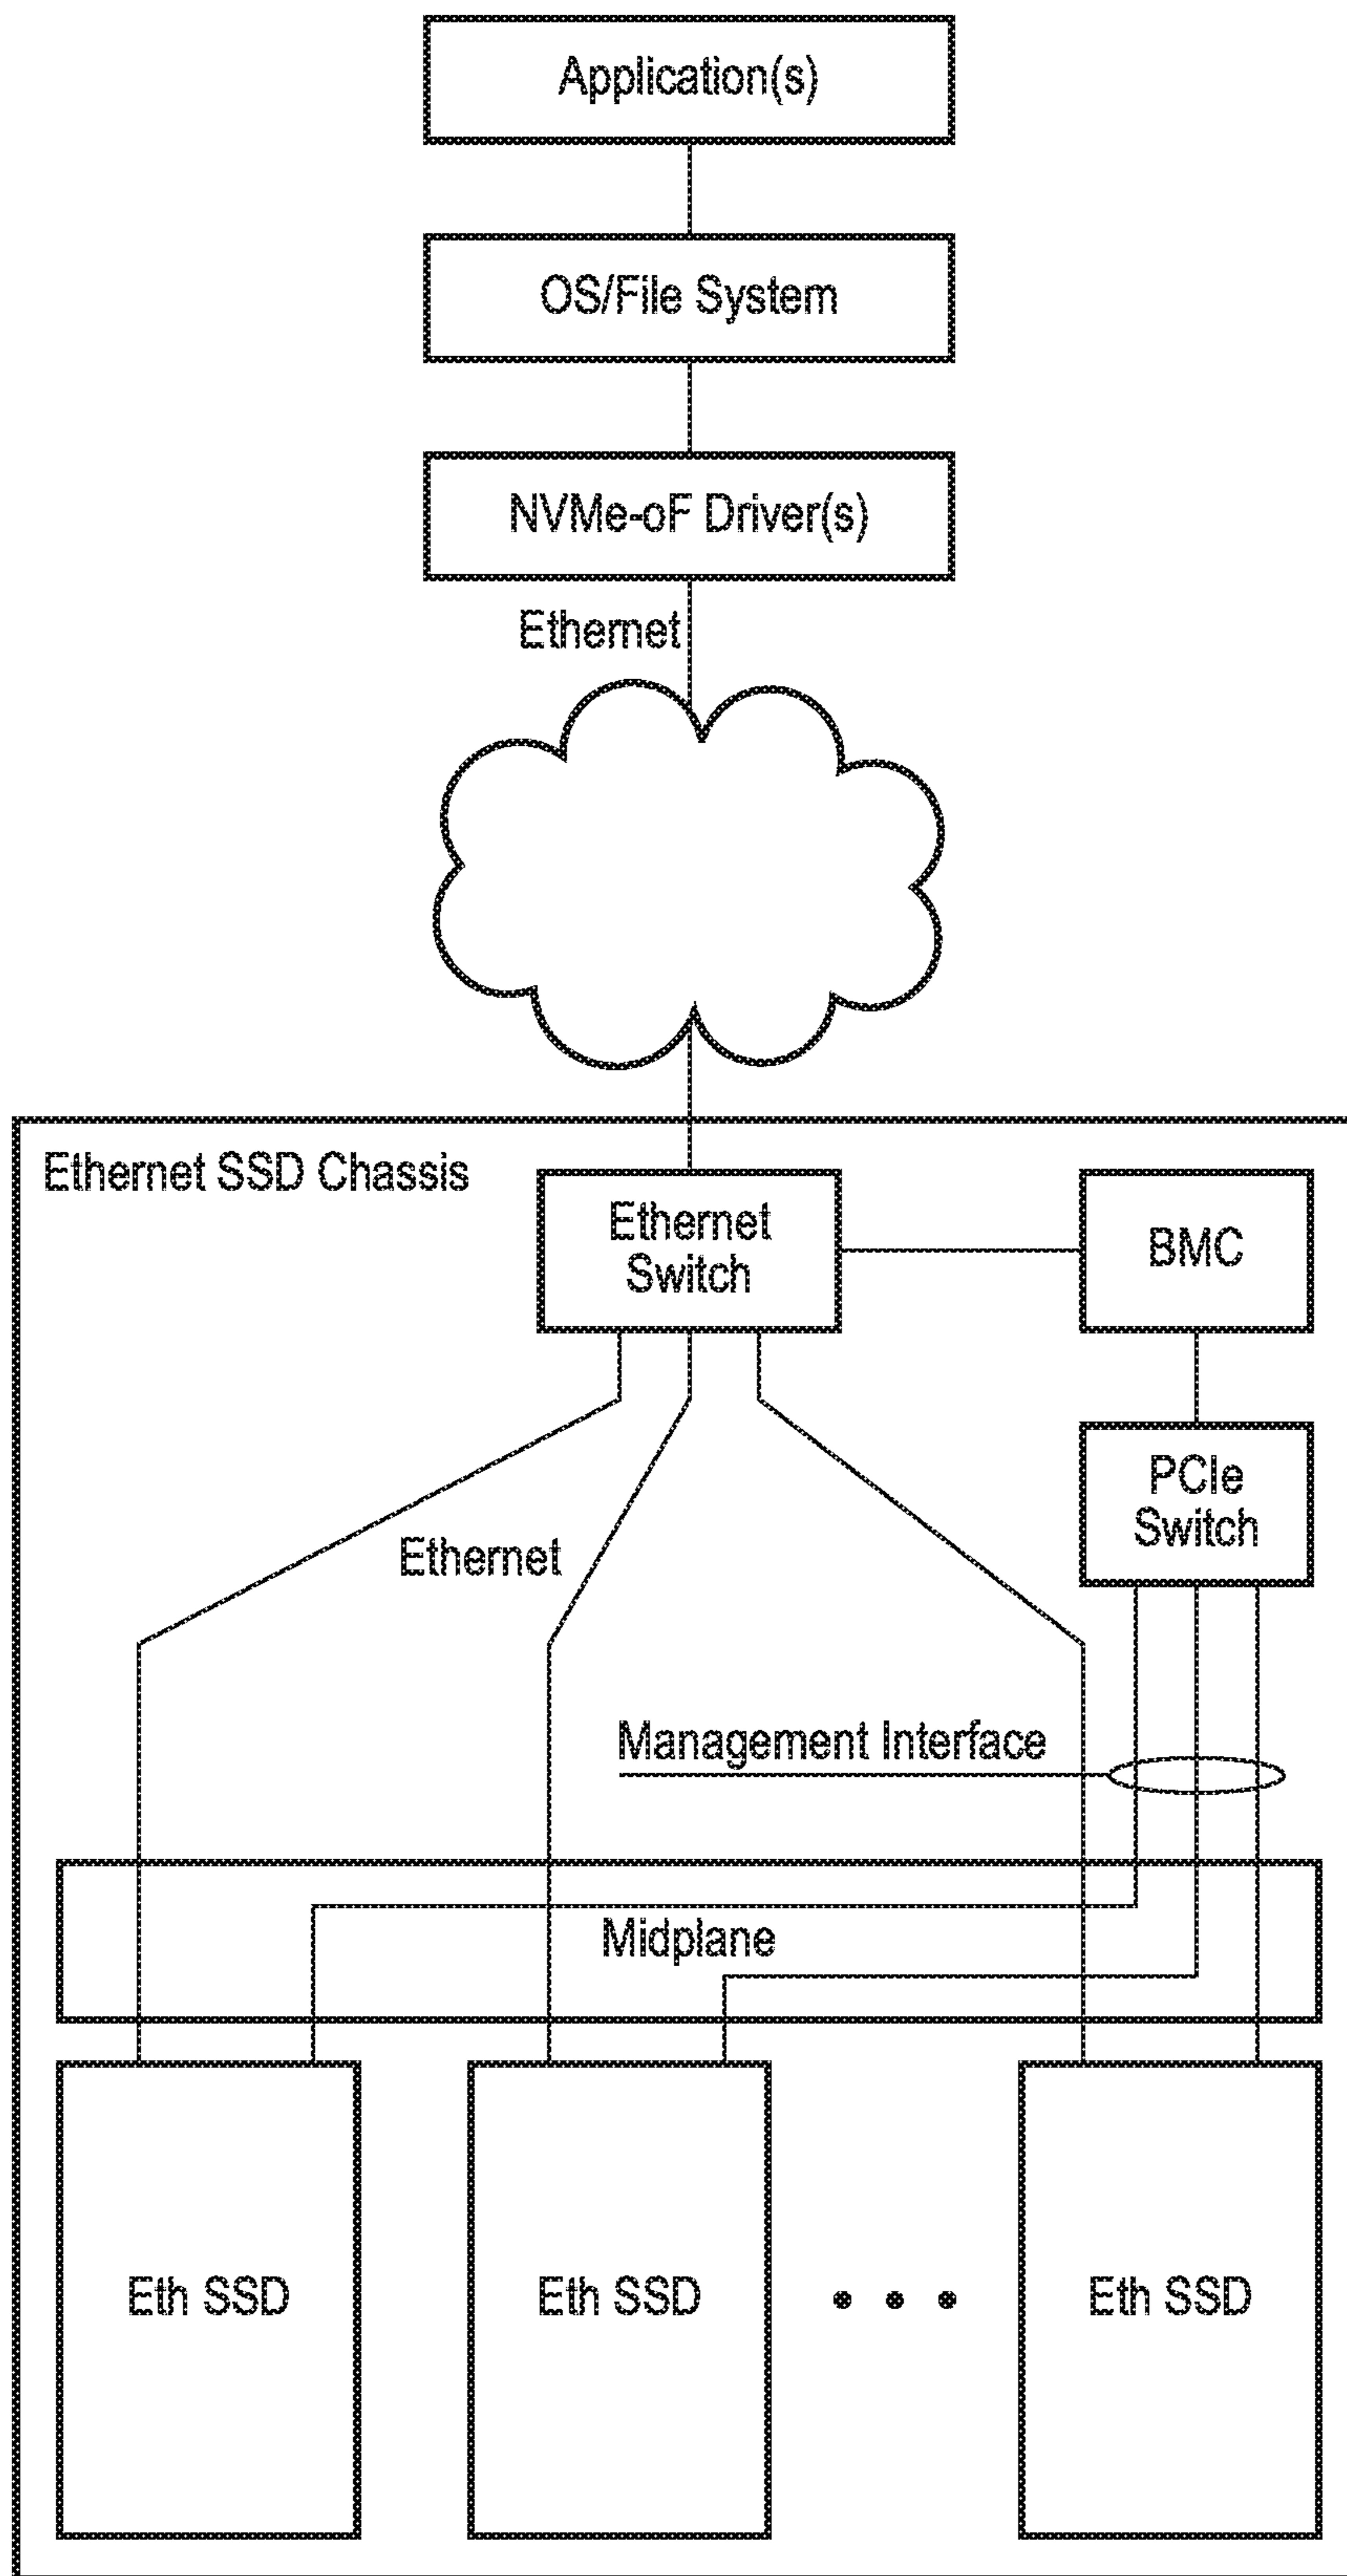 Application(s)
OS/File System
NVMe-oF Driver(s)
Ethernet
Ethernet SSD Chassis
Ethernet
Switch
BMC
PCIe
Switch
Ethernet
Management Interface
Midplane
Eth SSD
Eth SSD
Eth SSD